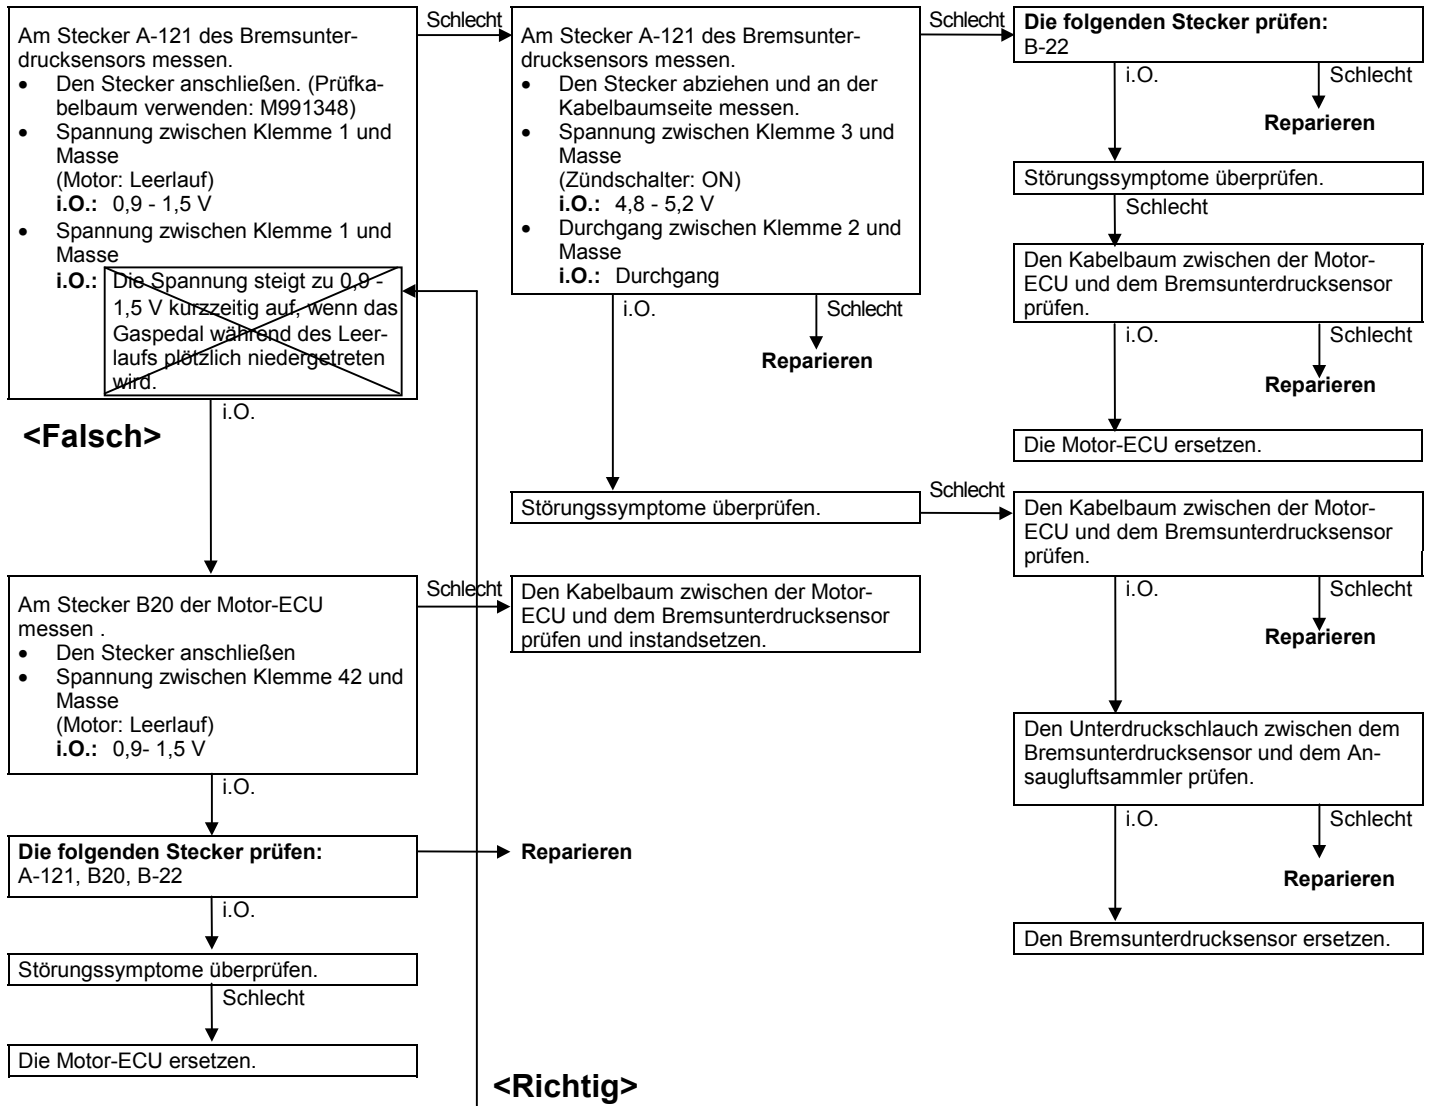 Am Stecker A-121 des Bremsunter-
drucksensors messen.
• Den Stecker anschließen. (Prüfka-
belbaum verwenden: M991348)
• Spannung zwischen Klemme 1 und
Masse
(Motor: Leerlauf)
i.O.: 0,9 - 1,5 V
• Spannung zwischen Klemme 1 und
Masse
i.O.: Die Spannung steigt zu 0,9 -
1,5 V kurzzeitig auf, wenn das
Gaspedal während des Leer-
laufs plötzlich niedergetreten
wird.
i.O.
<Falsch>
Schlecht
Am Stecker A-121 des Bremsunter-
drucksensors messen.
• Den Stecker abziehen und an der
Kabelbaumseite messen.
• Spannung zwischen Klemme 3 und
Masse
(Zündschalter: ON)
i.O.: 4,8 - 5,2 V
• Durchgang zwischen Klemme 2 und
Masse
i.O.: Durchgang
i.O.
Schlecht
Reparieren
Schlecht
Die folgenden Stecker prüfen:
B-22
i.O.
Schlecht
Reparieren
Störungssymptome überprüfen.
Schlecht
Den Kabelbaum zwischen der Motor-
ECU und dem Bremsunterdrucksensor
prüfen.
i.O.
Schlecht
Reparieren
Die Motor-ECU ersetzen.
Störungssymptome überprüfen.
Schlecht
Den Kabelbaum zwischen der Motor-
ECU und dem Bremsunterdrucksensor
prüfen.
i.O.
Schlecht
Reparieren
Den Unterdruckschlauch zwischen dem
Bremsunterdrucksensor und dem An-
saugluftsammler prüfen.
i.O.
Schlecht
Reparieren
Den Bremsunterdrucksensor ersetzen.
Am Stecker B20 der Motor-ECU
messen .
• Den Stecker anschließen
• Spannung zwischen Klemme 42 und
Masse
(Motor: Leerlauf)
i.O.: 0,9- 1,5 V
Schlecht
Den Kabelbaum zwischen der Motor-
ECU und dem Bremsunterdrucksensor
prüfen und instandsetzen.
i.O.
Die folgenden Stecker prüfen:
A-121, B20, B-22
Reparieren
i.O.
Störungssymptome überprüfen.
Schlecht
Die Motor-ECU ersetzen.
<Richtig>